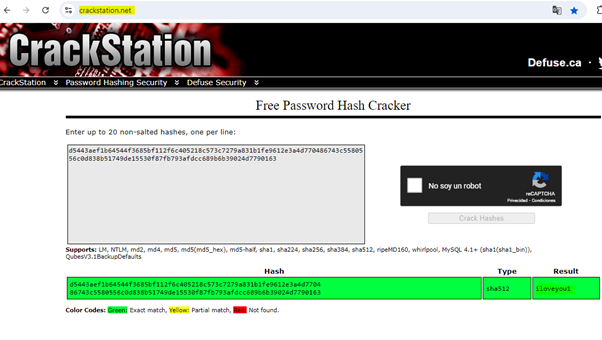 crackstation.net
CrackStation
Defuse.ca ·
CrackStation Password Hashing Security Defuse Security
Free Password Hash Cracker
Enter up to 20 non-salted hashes, one per line:
d5443aef1b64544f3685bf112f6c405218c573c7279a831b1fe9612e3a4d770486743c5580556c0d838b51749de15530f87fb793afdcc689b6b39024d7790163
No soy un robot
reCAPTCHA
Privacidad - Condiciones
Crack Hashes
Supports: LM, NTLM, md2, md4, md5, md5(md5_hex), md5-half, sha1, sha224, sha256, sha384, sha512, ripeMD160, whirlpool, MySQL 4.1+ (sha1(sha1_bin)),
QubesV3.1BackupDefaults
Hash Type Result
d5443aef1b64544f3685bf112f6c405218c573c7279a831b1fe9612e3a4d7704
86743c5580556c0d838b51749de15530f87fb793afdcc689b6b39024d7790163 sha512 iloveyou1
Color Codes: Green: Exact match, Yellow: Partial match, Red: Not found.